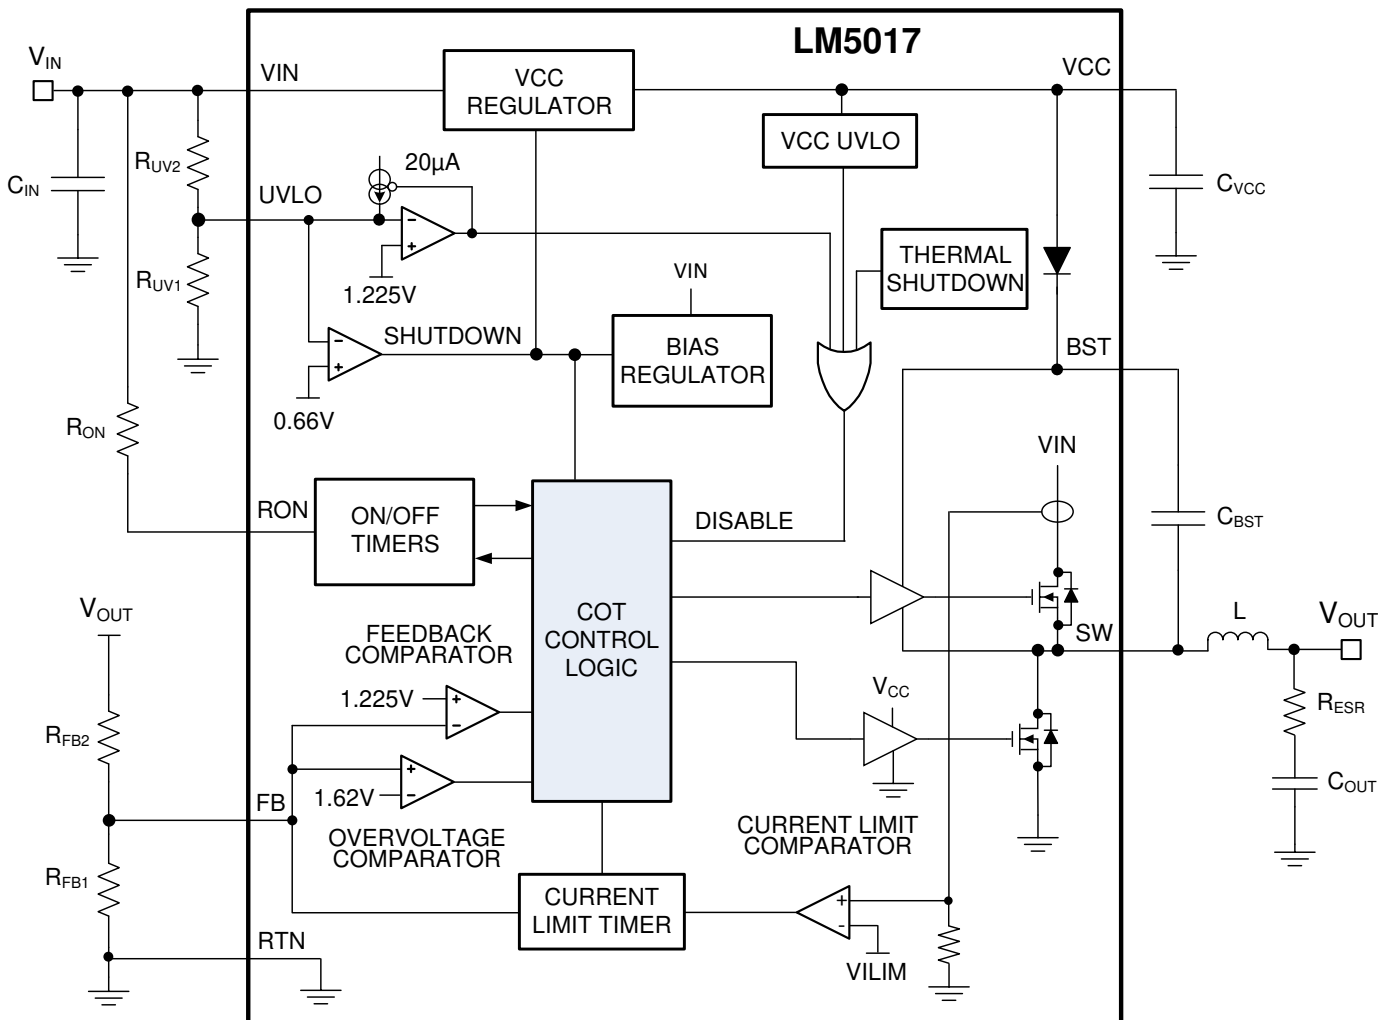 LM5017
VIN
VIN
VCC
REGULATOR
VCC
VCC UVLO
RUV2
20µA
CIN
UVLO
CVCC
THERMAL
SHUTDOWN
RUV1
1.225V
VIN
SHUTDOWN
BIAS
REGULATOR
BST
0.66V
RON
VIN
RON
ON/OFF
TIMERS
DISABLE
CBST
COT
CONTROL
LOGIC
VOUT
FEEDBACK
COMPARATOR
SW
L
VOUT
1.225V
VCC
RESR
RFB2
1.62V
COUT
FB
OVERVOLTAGE
COMPARATOR
CURRENT LIMIT
COMPARATOR
RFB1
CURRENT
LIMIT TIMER
RTN
VILIM
+
-
+
-
+
-
+
-
+
-